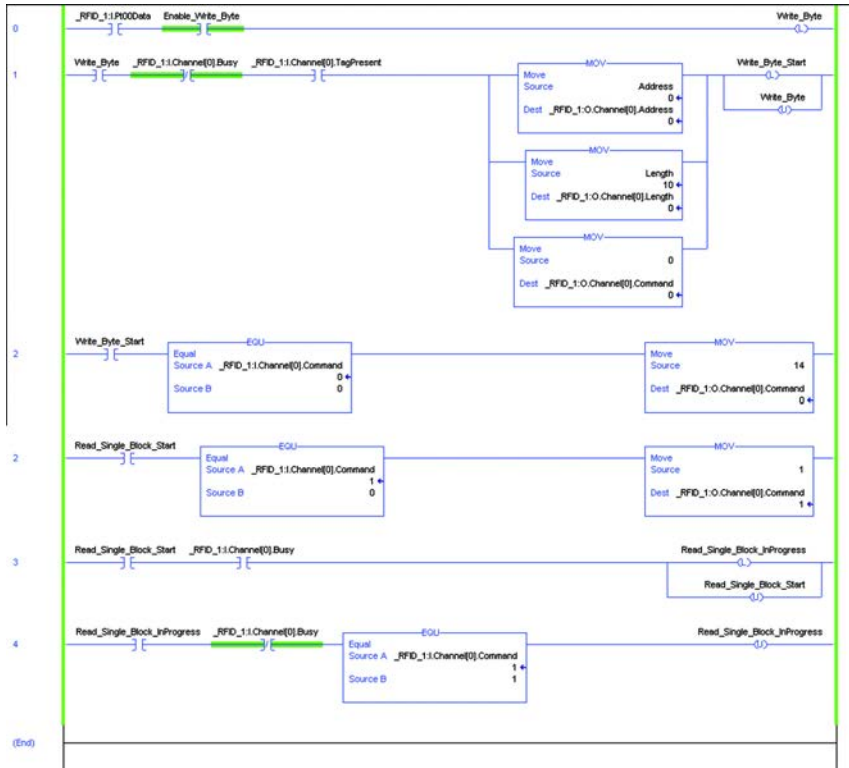 _RFID_1:I.Pt00Data Enable_Write_Byte Write_Byte
0
L
Write_Byte _RFID_1:I.Channel[0].Busy _RFID_1:I.Channel[0].TagPresent MOV Write_Byte_Start
1
Move
L
Source Address
0
Write_Byte
Dest _RFID_1:O.Channel[0].Address
U
0
MOV
Move
Source Length
10
Dest _RFID_1:O.Channel[0].Length
0
MOV
Move
Source 0
Dest _RFID_1:O.Channel[0].Command
0
Write_Byte_Start EQU MOV
2
Equal Move
Source A _RFID_1:I.Channel[0].Command Source 14
0
Source B 0 Dest _RFID_1:O.Channel[0].Command
0
Read_Single_Block_Start EQU MOV
2
Equal Move
Source A _RFID_1:I.Channel[0].Command Source 1
1
Source B 0 Dest _RFID_1:O.Channel[0].Command
1
Read_Single_Block_Start _RFID_1:I.Channel[0].Busy Read_Single_Block_InProgress
3
L
Read_Single_Block_Start
U
Read_Single_Block_InProgress _RFID_1:I.Channel[0].Busy EQU Read_Single_Block_InProgress
4
Equal
U
Source A _RFID_1:I.Channel[0].Command
1
Source B 1
(End)